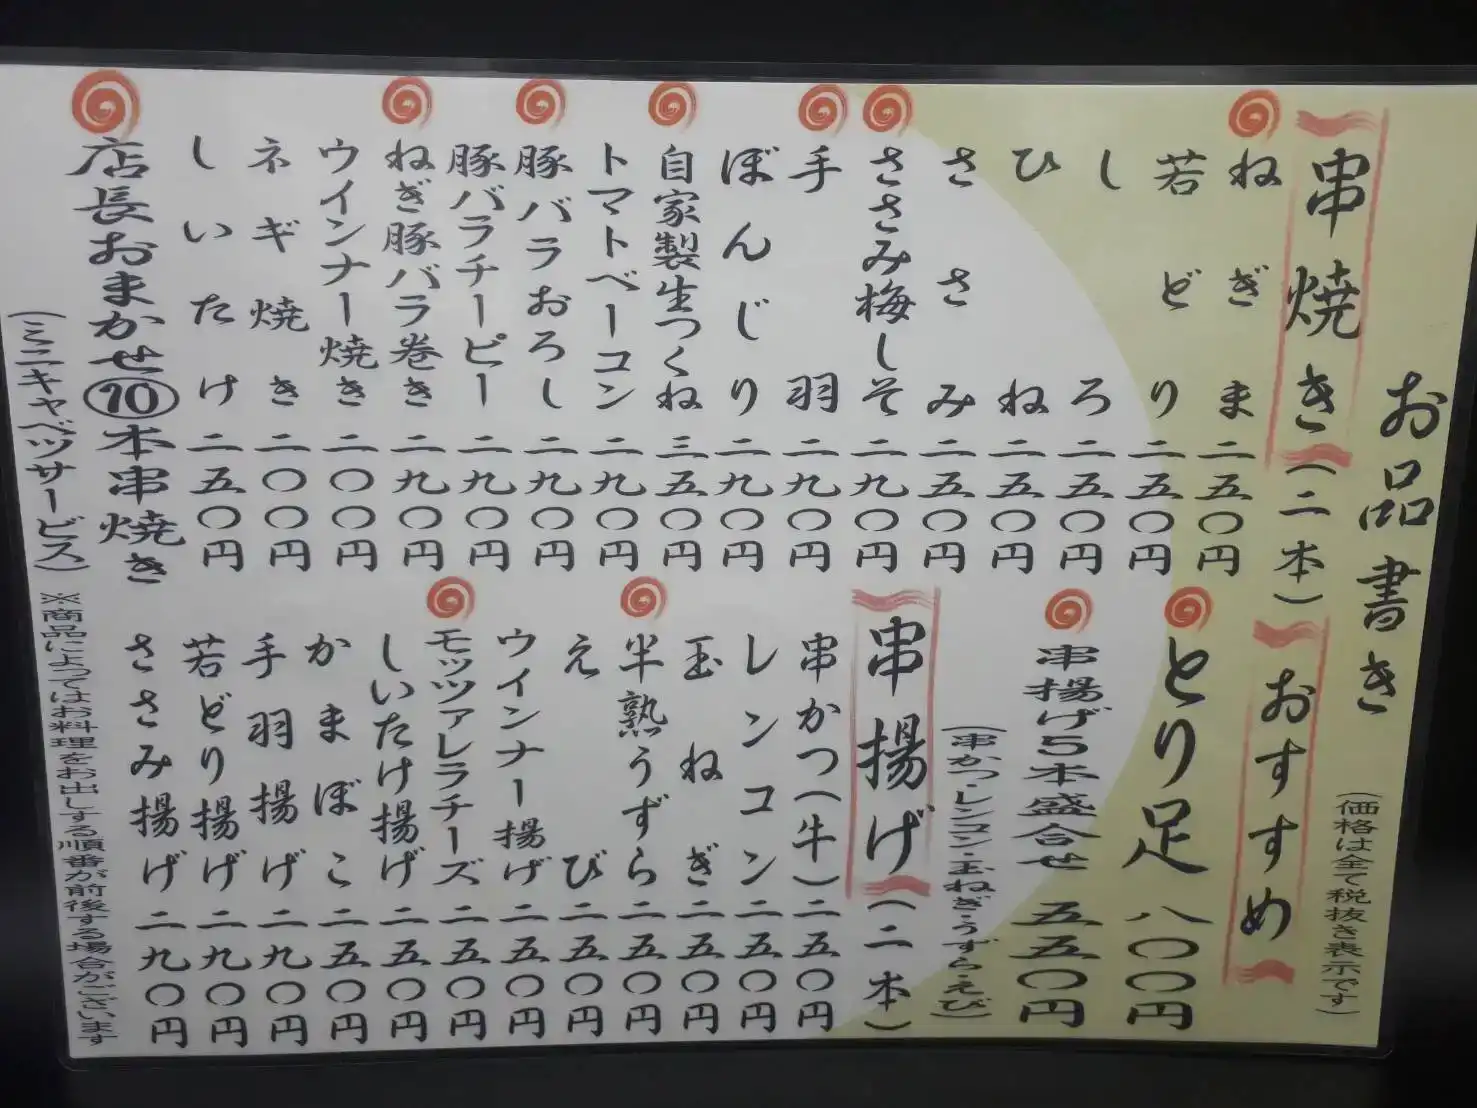 お品書き
（価格は全て税抜き表示です）
串焼き（二本）
ねぎま 二五〇円
若どり 二五〇円
しろ 二五〇円
ひね 二五〇円
ささみ 二五〇円
ささみ梅しそ 二九〇円
手羽 二九〇円
ぼんじり 二九〇円
自家製生つくね 三五〇円
トマトベーコン 二九〇円
豚バラおろし 二九〇円
豚バラチーピー 二九〇円
ねぎ豚バラ巻き 二九〇円
ウインナー焼き 二〇〇円
ネギ焼き 二〇〇円
しいたけ 二五〇円
店長おまかせ⑩本串焼き
（ミニキャベツサービス）
おすすめ
とり足 八〇〇円
串揚げ5本盛合せ 五五〇円
（串かつ・レンコン・玉ねぎ・うずら・えび）
串揚げ（二本）
串かつ（牛） 二五〇円
レンコン 二五〇円
玉ねぎ 二五〇円
半熟うずら 二五〇円
えび 二五〇円
ウインナー揚げ 二五〇円
モッツァレラチーズ 二五〇円
しいたけ揚げ 二五〇円
かまぼこ 二五〇円
手羽揚げ 二九〇円
若どり揚げ 二九〇円
ささみ揚げ 二九〇円
※商品によってはお料理をお出しする順番が前後する場合がございます